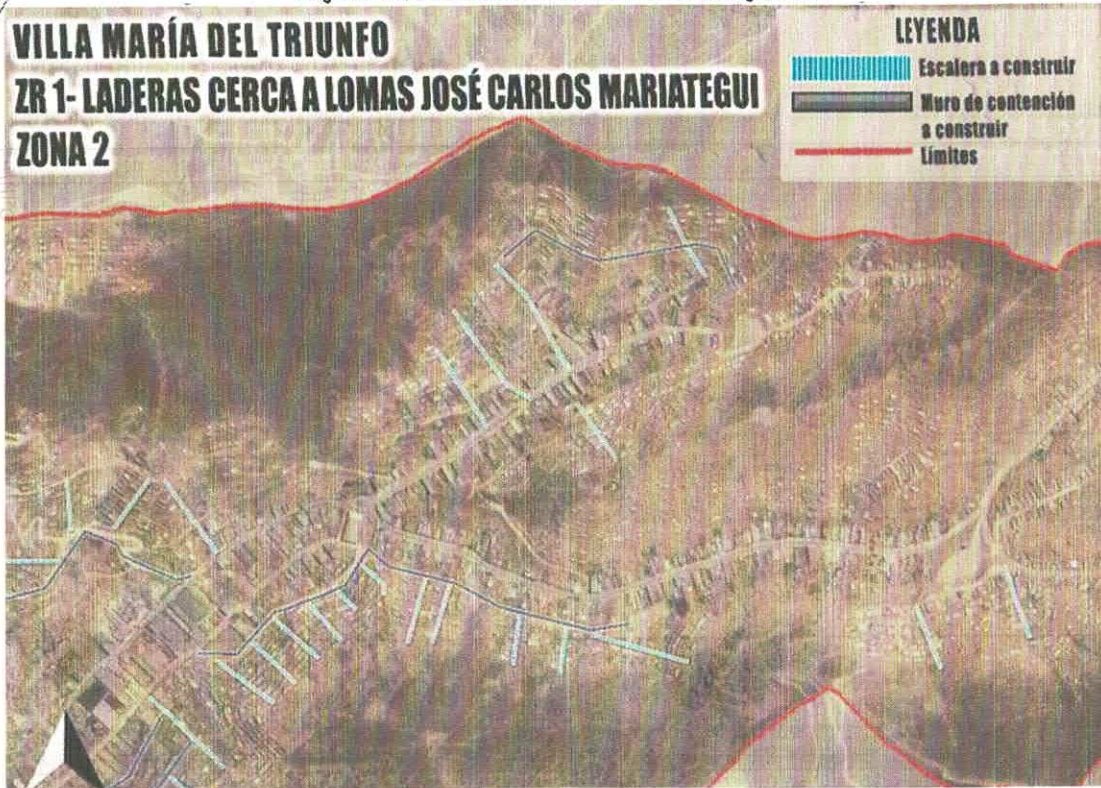 VILLA MARÍA DEL TRIUNFO
ZR 1- LADERAS CERCA A LOMAS JOSÉ CARLOS MARIATEGUI
ZONA 2
LEYENDA
Escalera a construir
Muro de contención
a construir
Límites